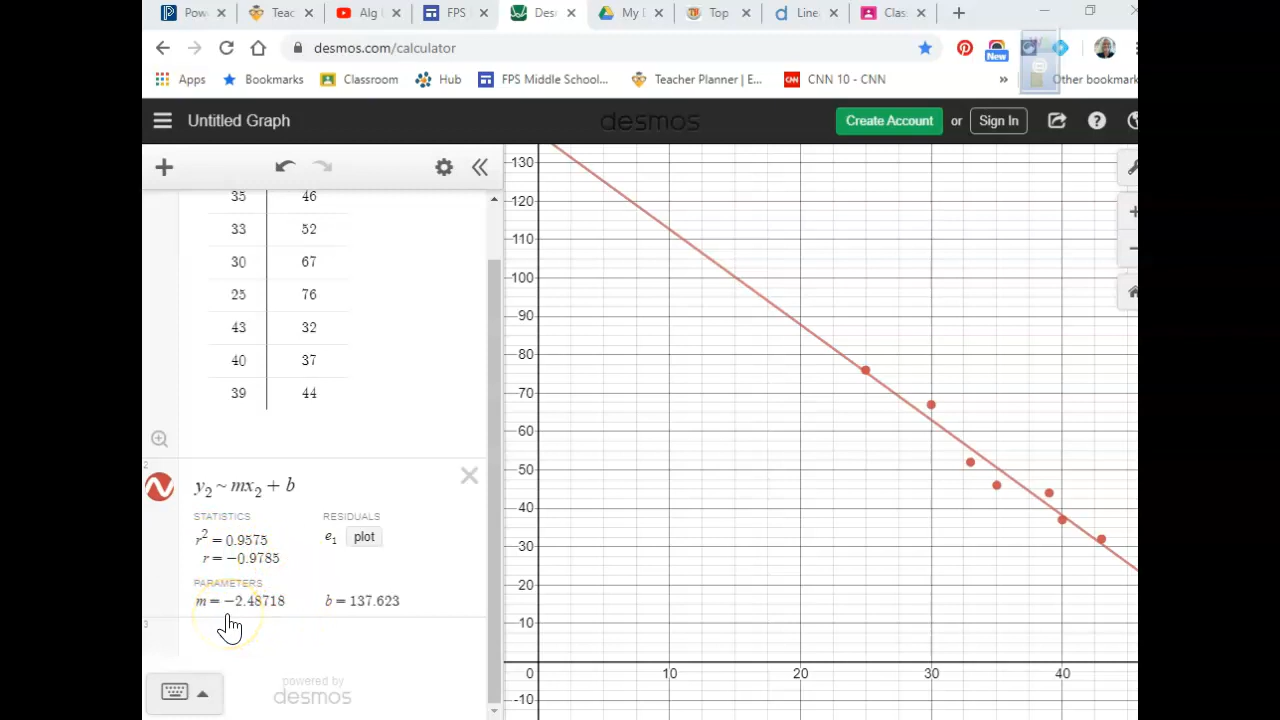 Pow
Teac
Alg
FPS
Des
My D
Top
Line
Clas
desmos.com/calculator
New
Apps
Bookmarks
Classroom
Hub
FPS Middle School...
Teacher Planner | E...
CNN
CNN 10 - CNN
»
Other bookmark
Untitled Graph
desmos
Create Account or Sign In
35 46
33 52
30 67
25 76
43 32
40 37
39 44
2
y₂ ~ mx₂ + b
STATISTICS
RESIDUALS
r² = 0.9575
e₁ plot
r = −0.9785
PARAMETERS
m = −2.48718
b = 137.623
3
powered by
desmos
130
120
110
100
90
80
70
60
50
40
30
20
10
0 10 20 30 40
-10